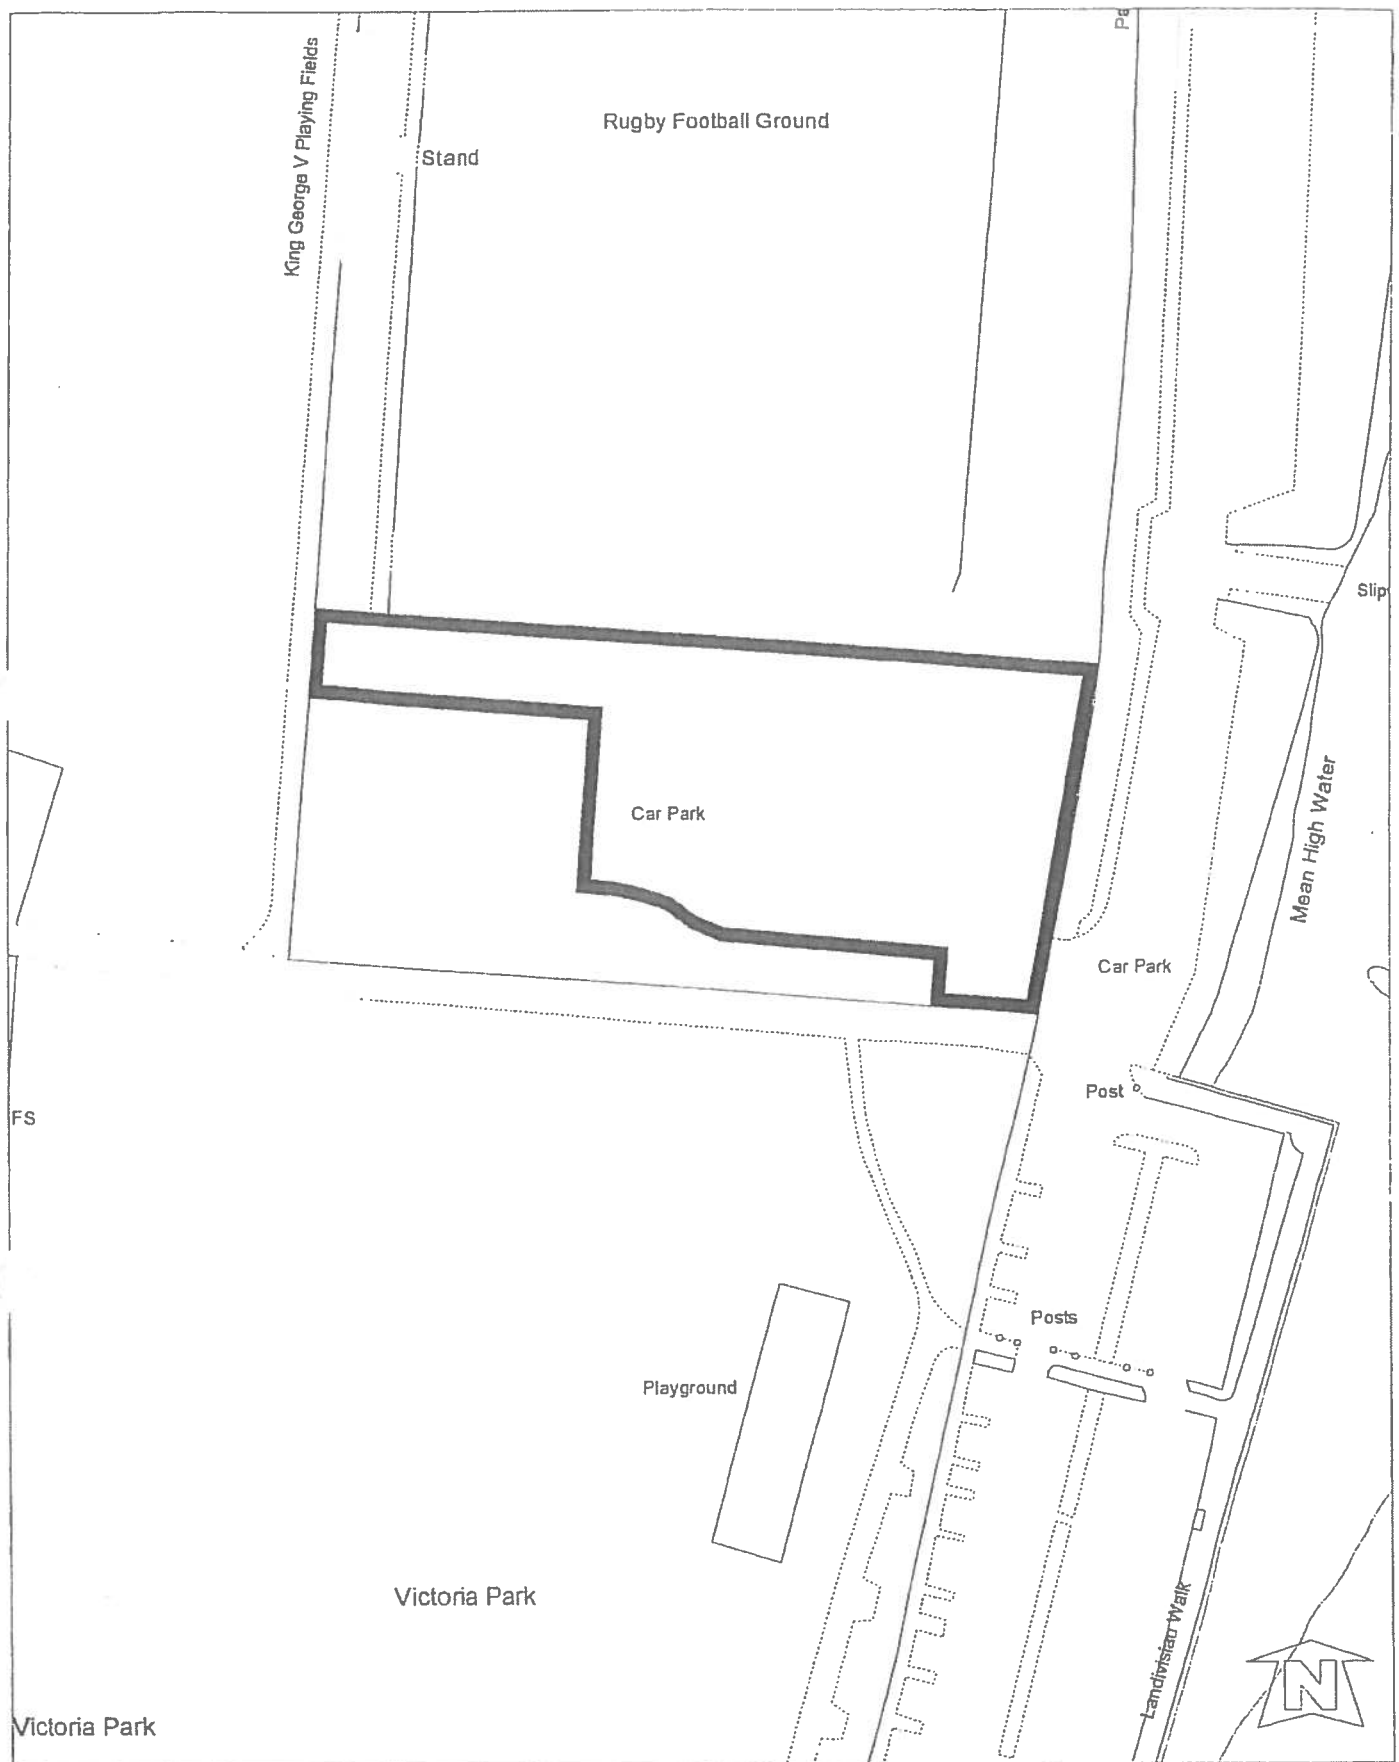 King George V Playing Fields
Stand
Rugby Football Ground
Pa
Slip
Car Park
Mean High Water
Car Park
Post
FS
Posts
Playground
Victoria Park
Landivisiau Walk
N
Victoria Park